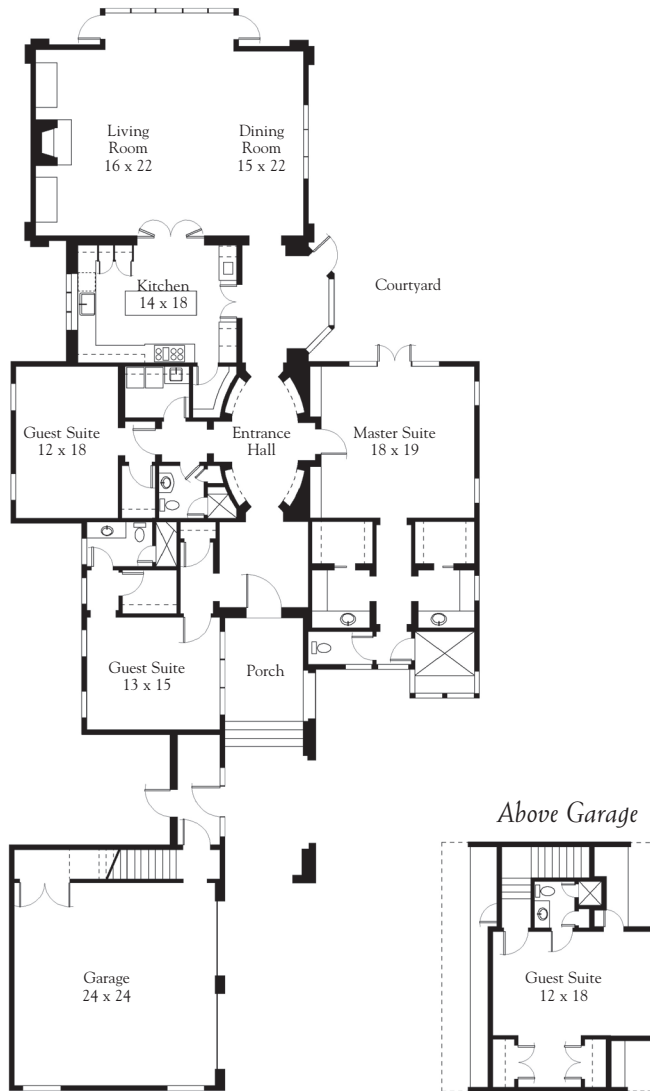 Living
Room
16 x 22
Dining
Room
15 x 22
Kitchen
14 x 18
Courtyard
Guest Suite
12 x 18
Entrance
Hall
Master Suite
18 x 19
Guest Suite
13 x 15
Porch
Above Garage
Garage
24 x 24
Guest Suite
12 x 18